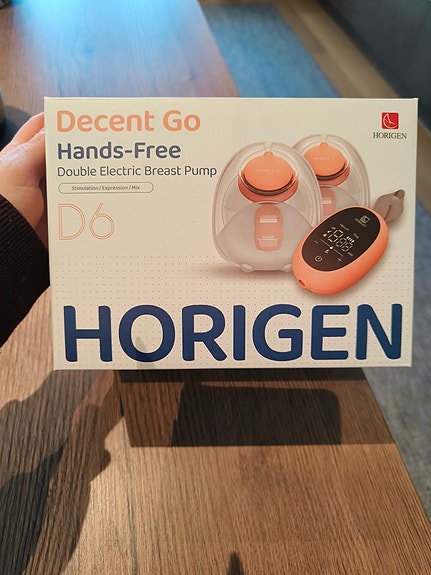 Decent Go
HORIGEN
Hands-Free
Double Electric Breast Pump
Stimulation / Expression / Mix
D6
HORIGEN